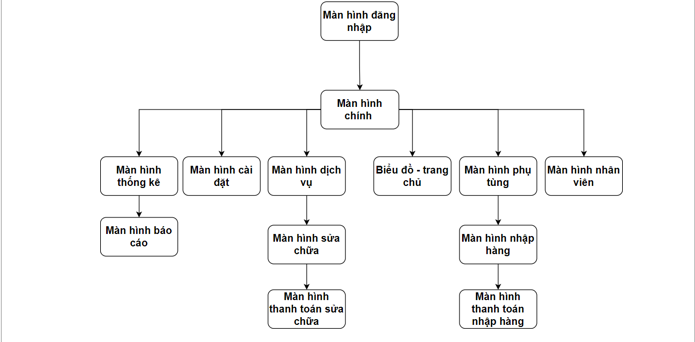 Màn hình đăng
nhập
Màn hình
chính
Màn hình
thống kê
Màn hình cài
đặt
Màn hình dịch
vụ
Biểu đồ - trang
chủ
Màn hình phụ
tùng
Màn hình nhân
viên
Màn hình báo
cáo
Màn hình sửa
chữa
Màn hình nhập
hàng
Màn hình
thanh toán sửa
chữa
Màn hình
thanh toán
nhập hàng